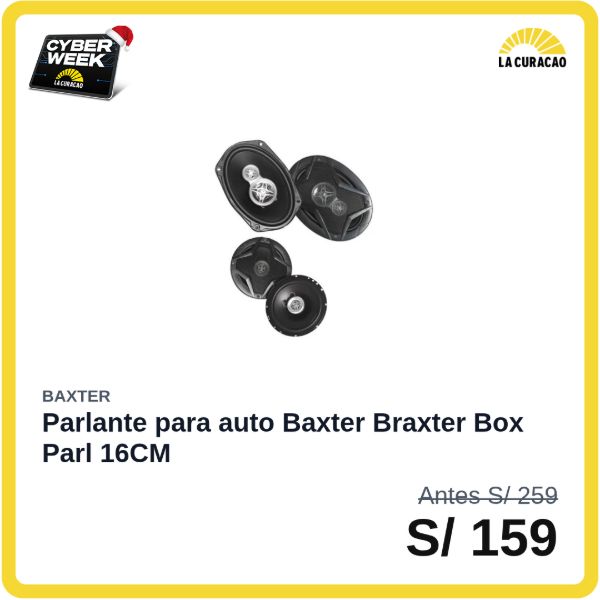 CYBER
WEEK
LA CURACAO
LA CURACAO
BAXTER
Parlante para auto Baxter Braxter Box
Parl 16CM
Antes S/ 259
S/ 159